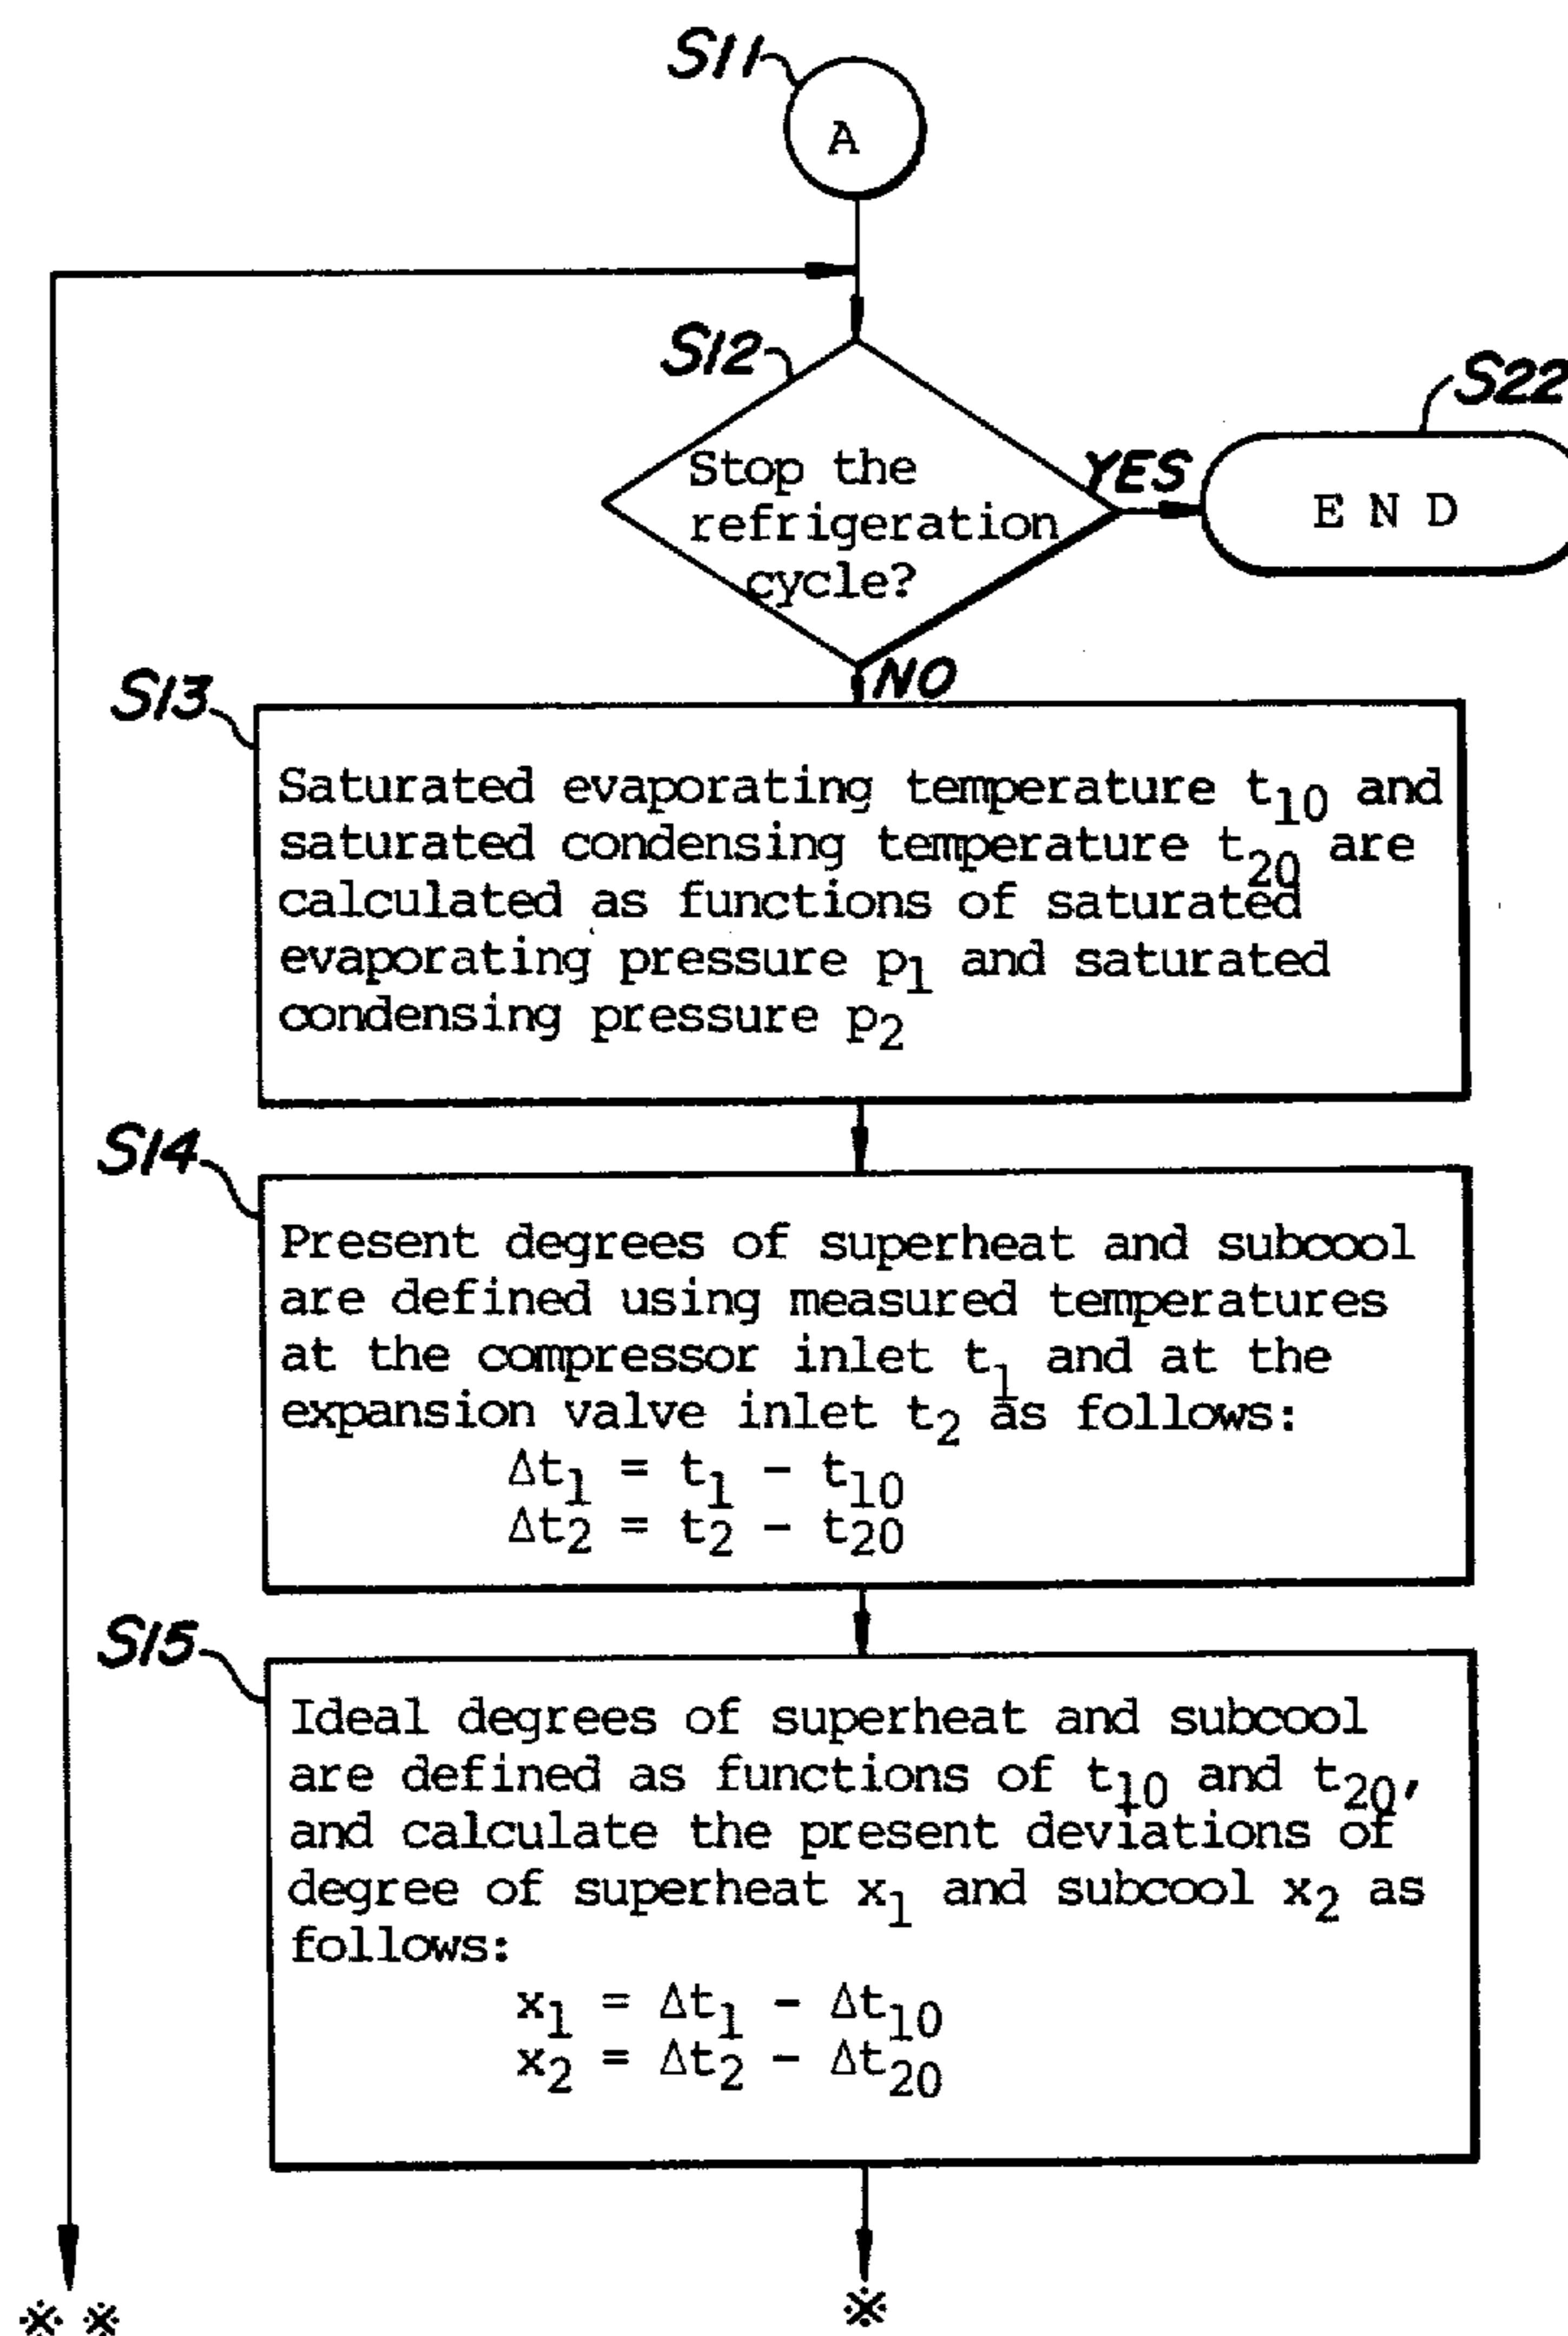 S11
A
S12
Stop the
refrigeration
cycle?
YES
S22
E N D
NO
S13
Saturated evaporating temperature t₁₀ and
saturated condensing temperature t₂₀ are
calculated as functions of saturated
evaporating pressure p₁ and saturated
condensing pressure p₂
S14
Present degrees of superheat and subcool
are defined using measured temperatures
at the compressor inlet t₁ and at the
expansion valve inlet t₂ as follows:
Δt₁ = t₁ - t₁₀
Δt₂ = t₂ - t₂₀
S15
Ideal degrees of superheat and subcool
are defined as functions of t₁₀ and t₂₀,
and calculate the present deviations of
degree of superheat x₁ and subcool x₂ as
follows:
x₁ = Δt₁ - Δt₁₀
x₂ = Δt₂ - Δt₂₀
※ ※
※